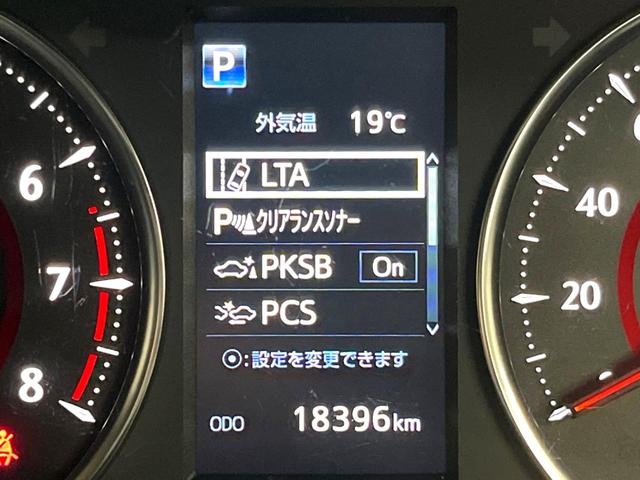 P
外気温 19℃
LTA
P クリアランスソナー
PKSB On
PCS
⦿:設定を変更できます
ODO 18396km
6
7
8
40
20